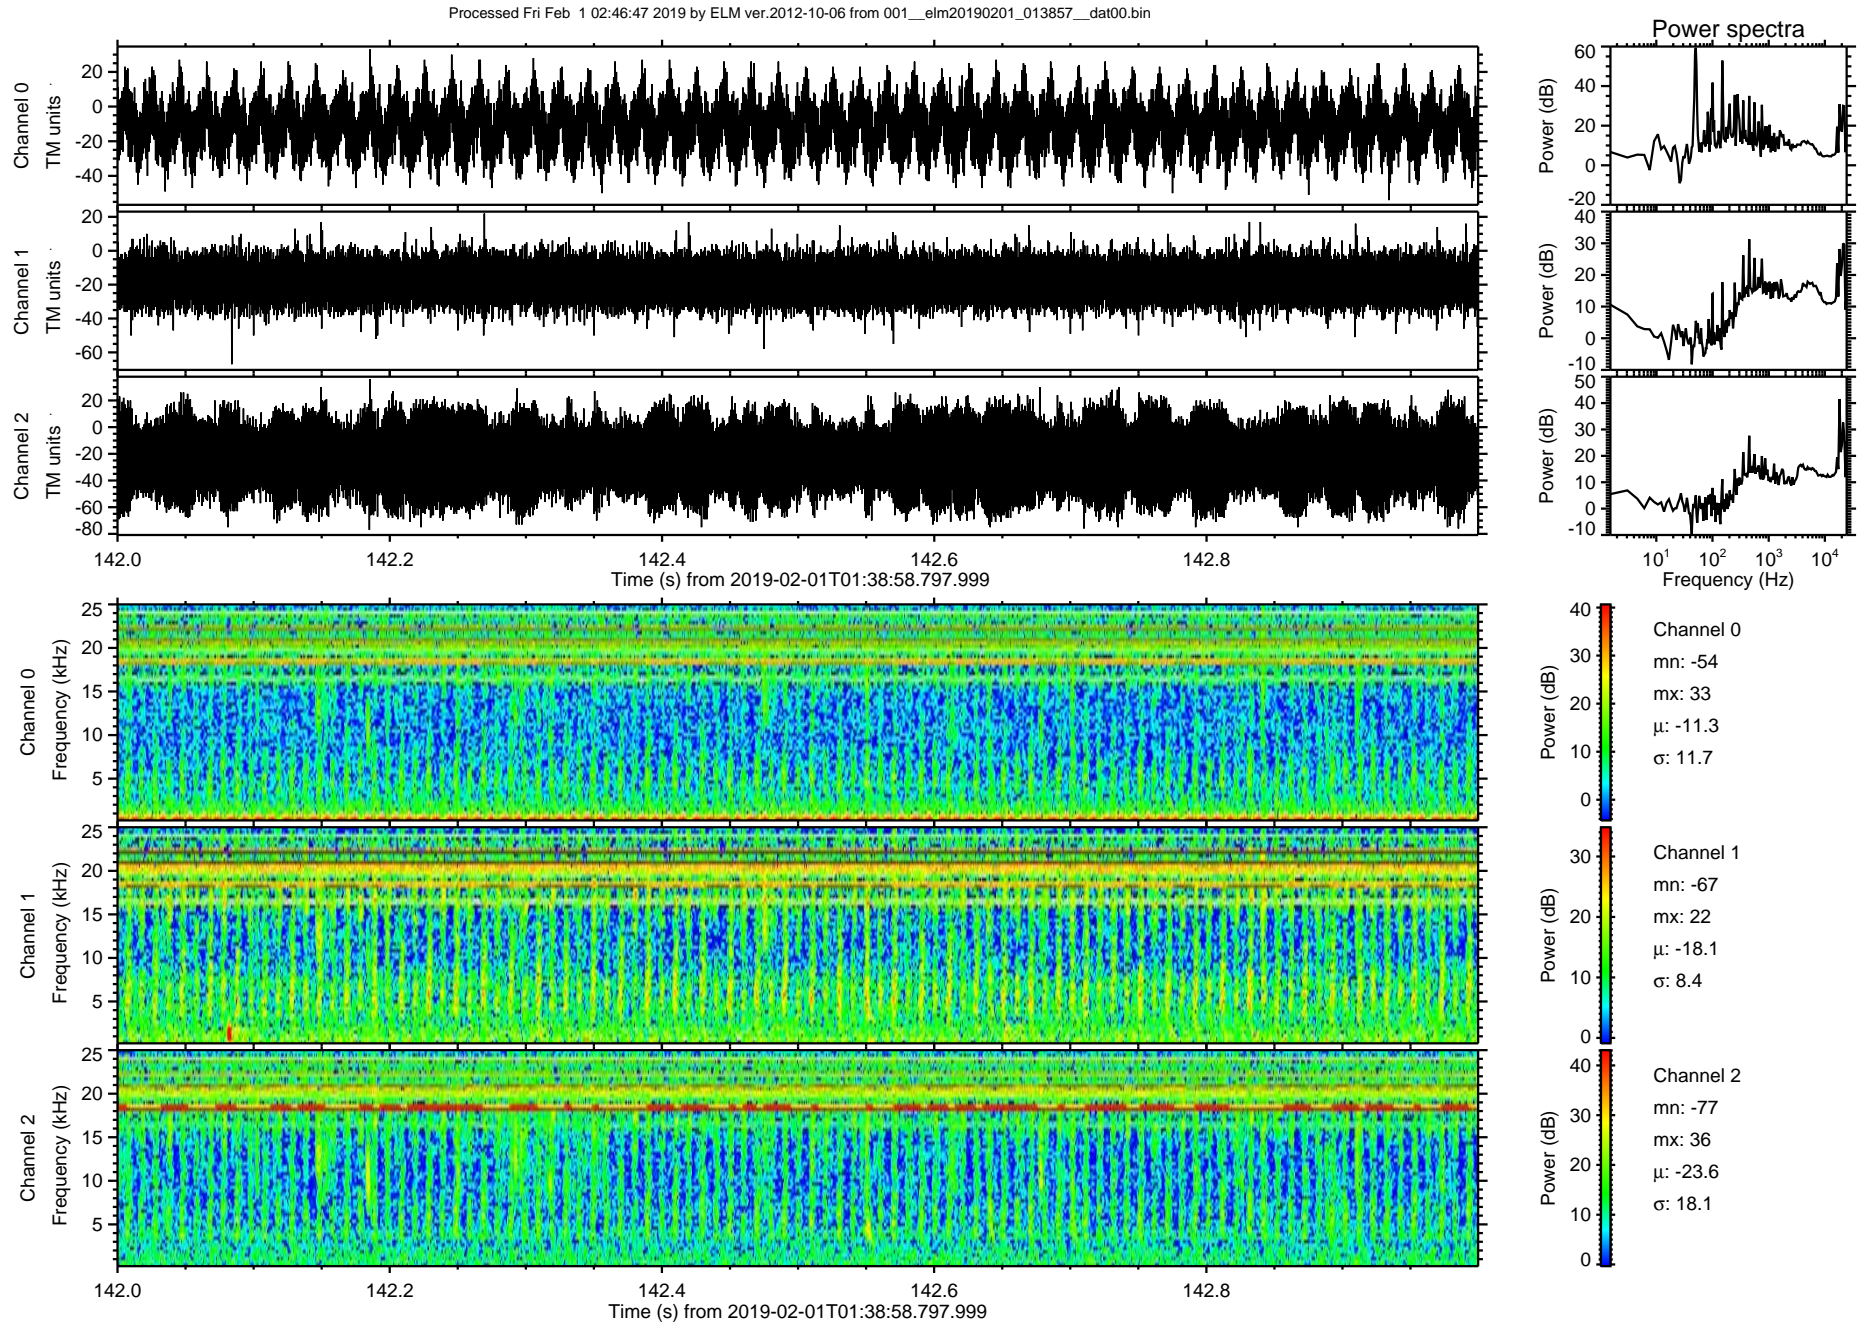 Processed Fri Feb  1 02:46:47 2019 by ELM ver.2012-10-06 from 001__elm20190201_013857__dat00.bin
Power spectra
Channel 0
TM units
20
0
-20
-40
Power (dB)
60
40
20
0
-20
Channel 1
TM units
20
0
-20
-40
-60
Power (dB)
40
30
20
10
0
-10
Channel 2
TM units
20
0
-20
-40
-60
-80
Power (dB)
50
40
30
20
10
0
-10
142.0 142.2 142.4 142.6 142.8
Time (s) from 2019-02-01T01:38:58.797.999
10^1 10^2 10^3 10^4
Frequency (Hz)
Channel 0
Frequency (kHz)
25
20
15
10
5
Power (dB)
40
30
20
10
0
Channel 0
mn: -54
mx: 33
μ: -11.3
σ: 11.7
Channel 1
Frequency (kHz)
25
20
15
10
5
Power (dB)
30
20
10
0
Channel 1
mn: -67
mx: 22
μ: -18.1
σ: 8.4
Channel 2
Frequency (kHz)
25
20
15
10
5
Power (dB)
40
30
20
10
0
Channel 2
mn: -77
mx: 36
μ: -23.6
σ: 18.1
142.0 142.2 142.4 142.6 142.8
Time (s) from 2019-02-01T01:38:58.797.999